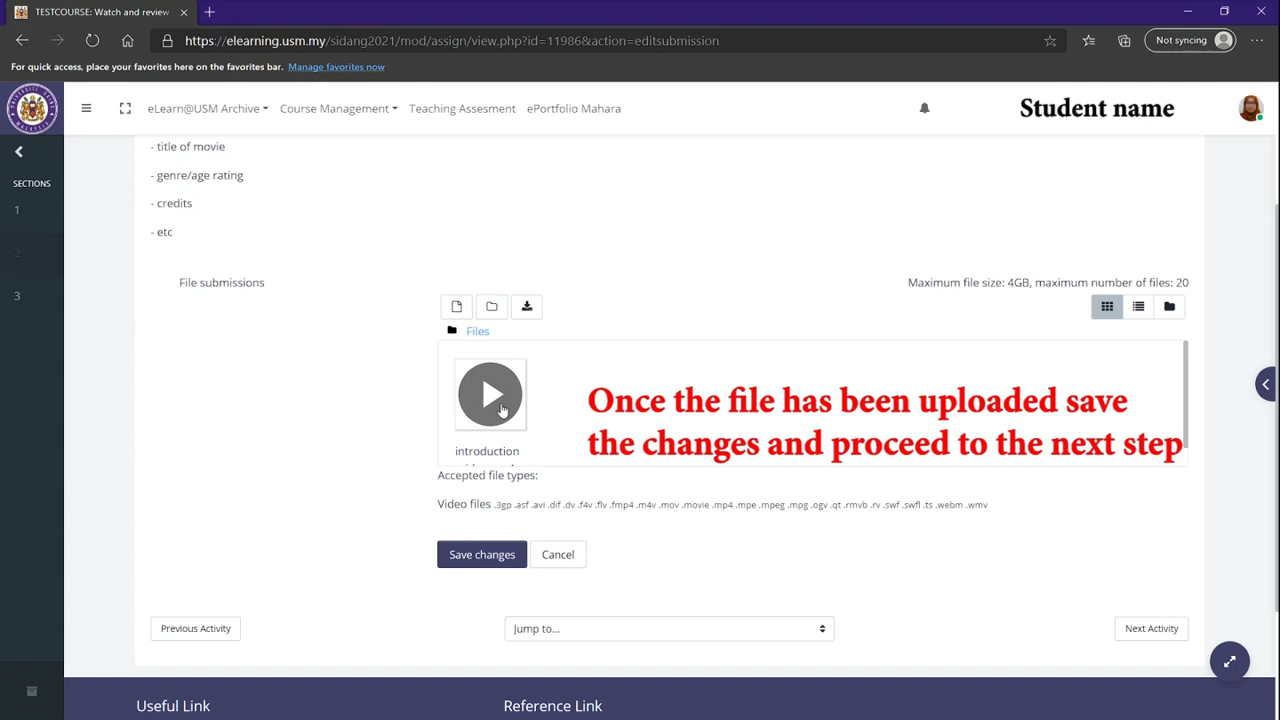 TESTCOURSE: Watch and review
https://elearning.usm.my/sidang2021/mod/assign/view.php?id=11986&action=editsubmission
Not syncing
For quick access, place your favorites here on the favorites bar. Manage favorites now
eLearn@USM Archive Course Management Teaching Assesment ePortfolio Mahara
Student name
SECTIONS
1
2
3
- title of movie
- genre/age rating
- credits
- etc
File submissions
Maximum file size: 4GB, maximum number of files: 20
Files
introduction
Once the file has been uploaded save
the changes and proceed to the next step
Accepted file types:
Video files .3gp .asf .avi .dif .dv .f4v .flv .fmp4 .m4v .mov .movie .mp4 .mpe .mpeg .mpg .ogv .qt .rmvb .rv .swf .swfl .ts .webm .wmv
Save changes Cancel
Previous Activity
Jump to...
Next Activity
Useful Link
Reference Link